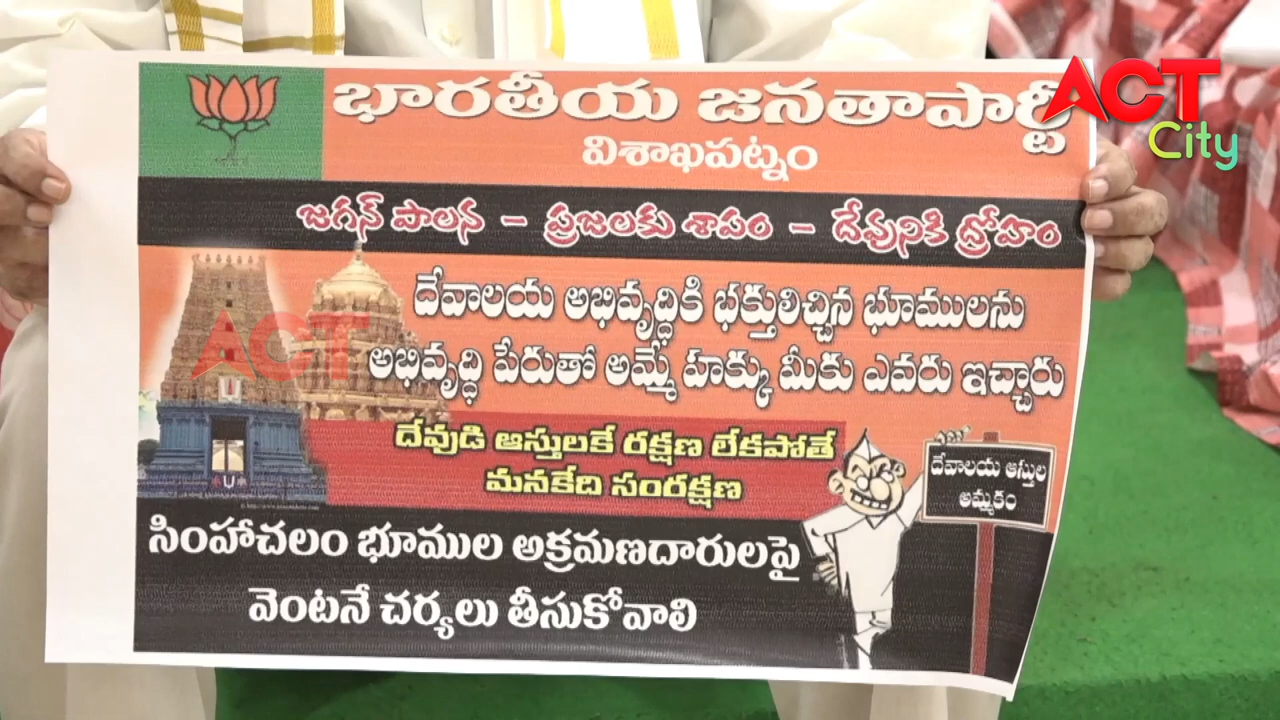 భారతీయ జనతాపార్టీ
విశాఖపట్నం
జగన్ పాలన - ప్రజలకు శాపం - దేవునికి ద్రోహం
దేవాలయ అభివృద్ధికి భక్తులిచ్చిన భూములను
అభివృద్ధి పేరుతో అమ్మే హక్కు మీకు ఎవరు ఇచ్చారు
దేవుడి ఆస్తులకే రక్షణ లేకపోతే
మనకేది సంరక్షణ
దేవాలయ ఆస్తుల
అమ్మకం
సింహాచలం భూముల అక్రమణదారులపై
వెంటనే చర్యలు తీసుకోవాలి
ACT
City
ACT